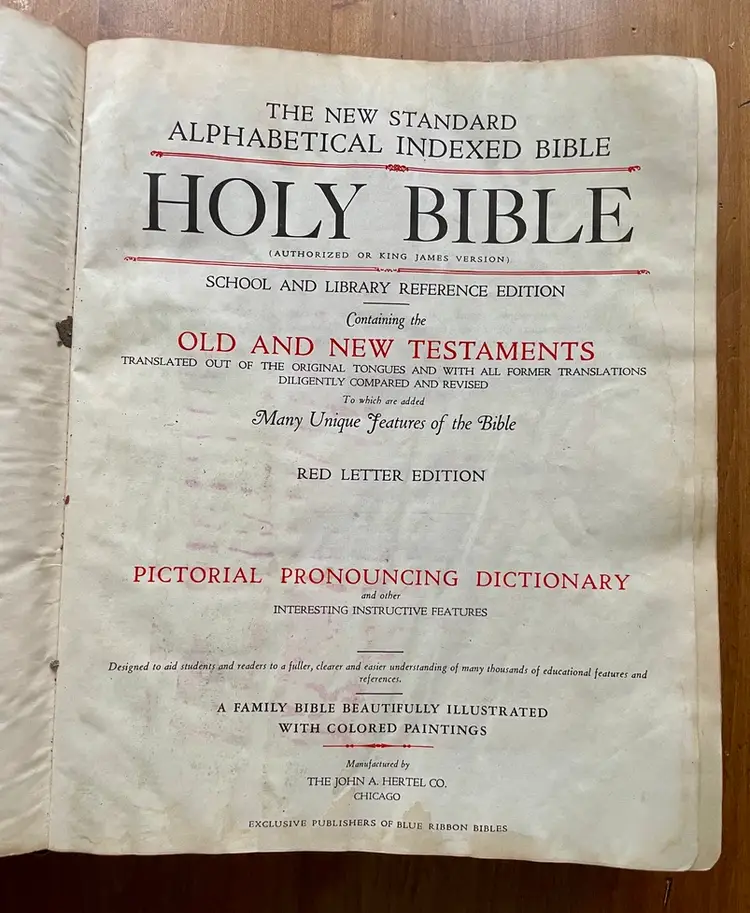 THE NEW STANDARD
ALPHABETICAL INDEXED BIBLE
HOLY BIBLE
(AUTHORIZED OR KING JAMES VERSION)
SCHOOL AND LIBRARY REFERENCE EDITION
Containing the
OLD AND NEW TESTAMENTS
TRANSLATED OUT OF THE ORIGINAL TONGUES AND WITH ALL FORMER TRANSLATIONS
DILIGENTLY COMPARED AND REVISED
To which are added
Many Unique Features of the Bible
RED LETTER EDITION
PICTORIAL PRONOUNCING DICTIONARY
and other
INTERESTING INSTRUCTIVE FEATURES
Designed to aid students and readers to a fuller, clearer and easier understanding of many thousands of educational features and
references.
A FAMILY BIBLE BEAUTIFULLY ILLUSTRATED
WITH COLORED PAINTINGS
Manufactured by
THE JOHN A. HERTEL CO.
CHICAGO
EXCLUSIVE PUBLISHERS OF BLUE RIBBON BIBLES